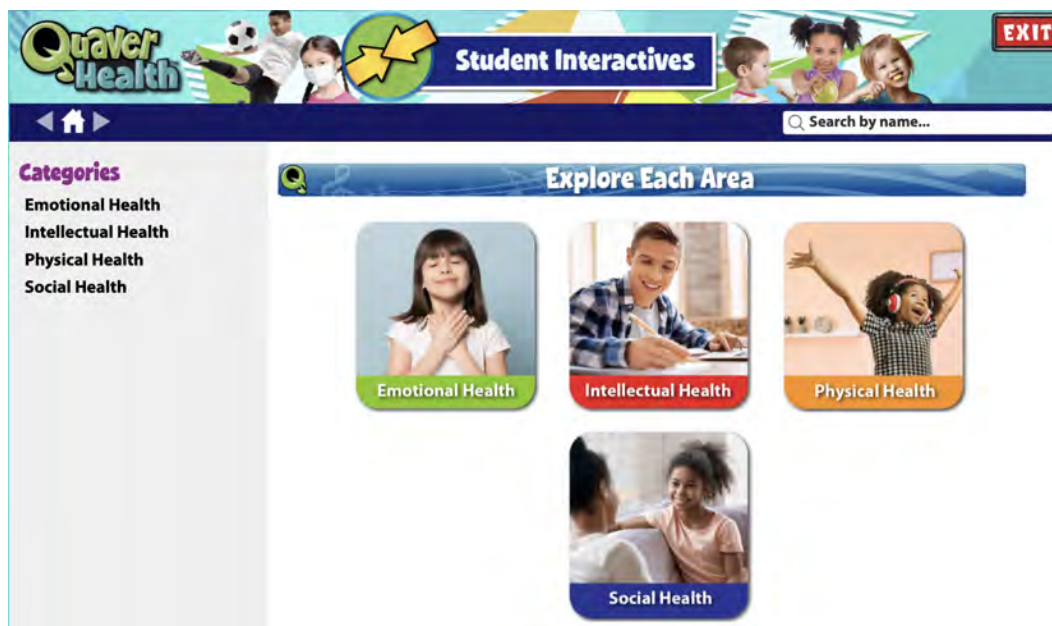 Quaver
Health
Student Interactives
EXIT
Search by name...
Categories
Emotional Health
Intellectual Health
Physical Health
Social Health
Explore Each Area
Emotional Health
Intellectual Health
Physical Health
Social Health